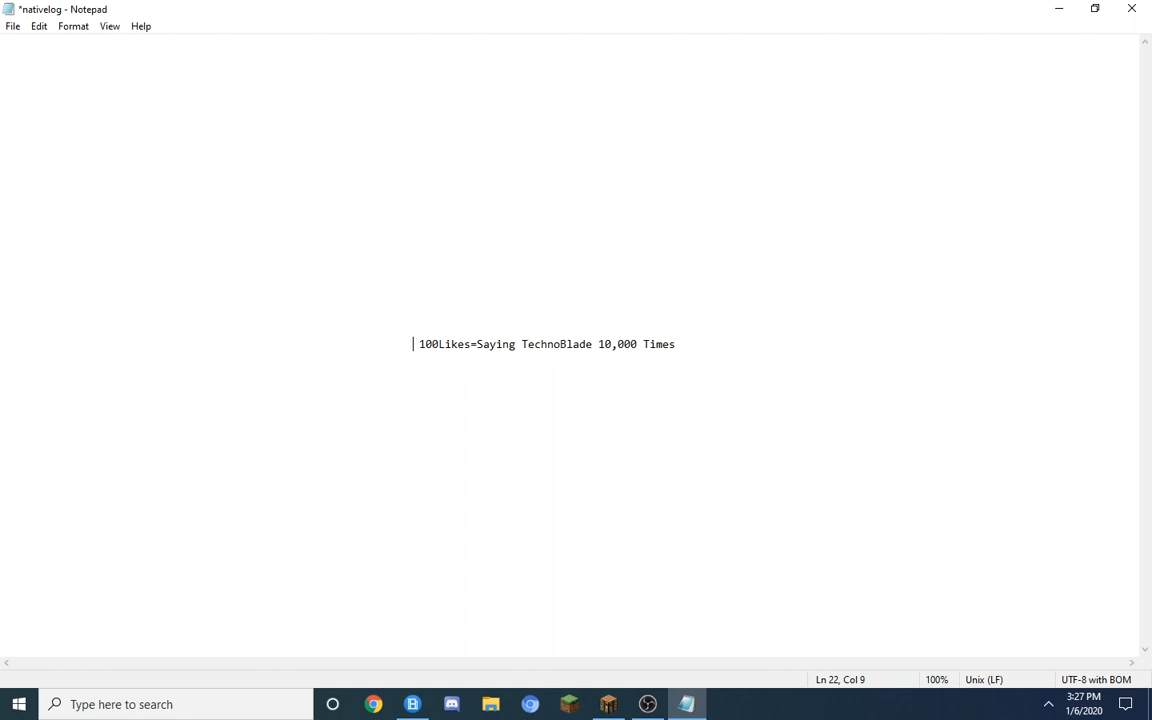 *nativelog - Notepad
File Edit Format View Help
100Likes=Saying TechnoBlade 10,000 Times
Ln 22, Col 9 100% Unix (LF) UTF-8 with BOM
Type here to search
3:27 PM
1/6/2020